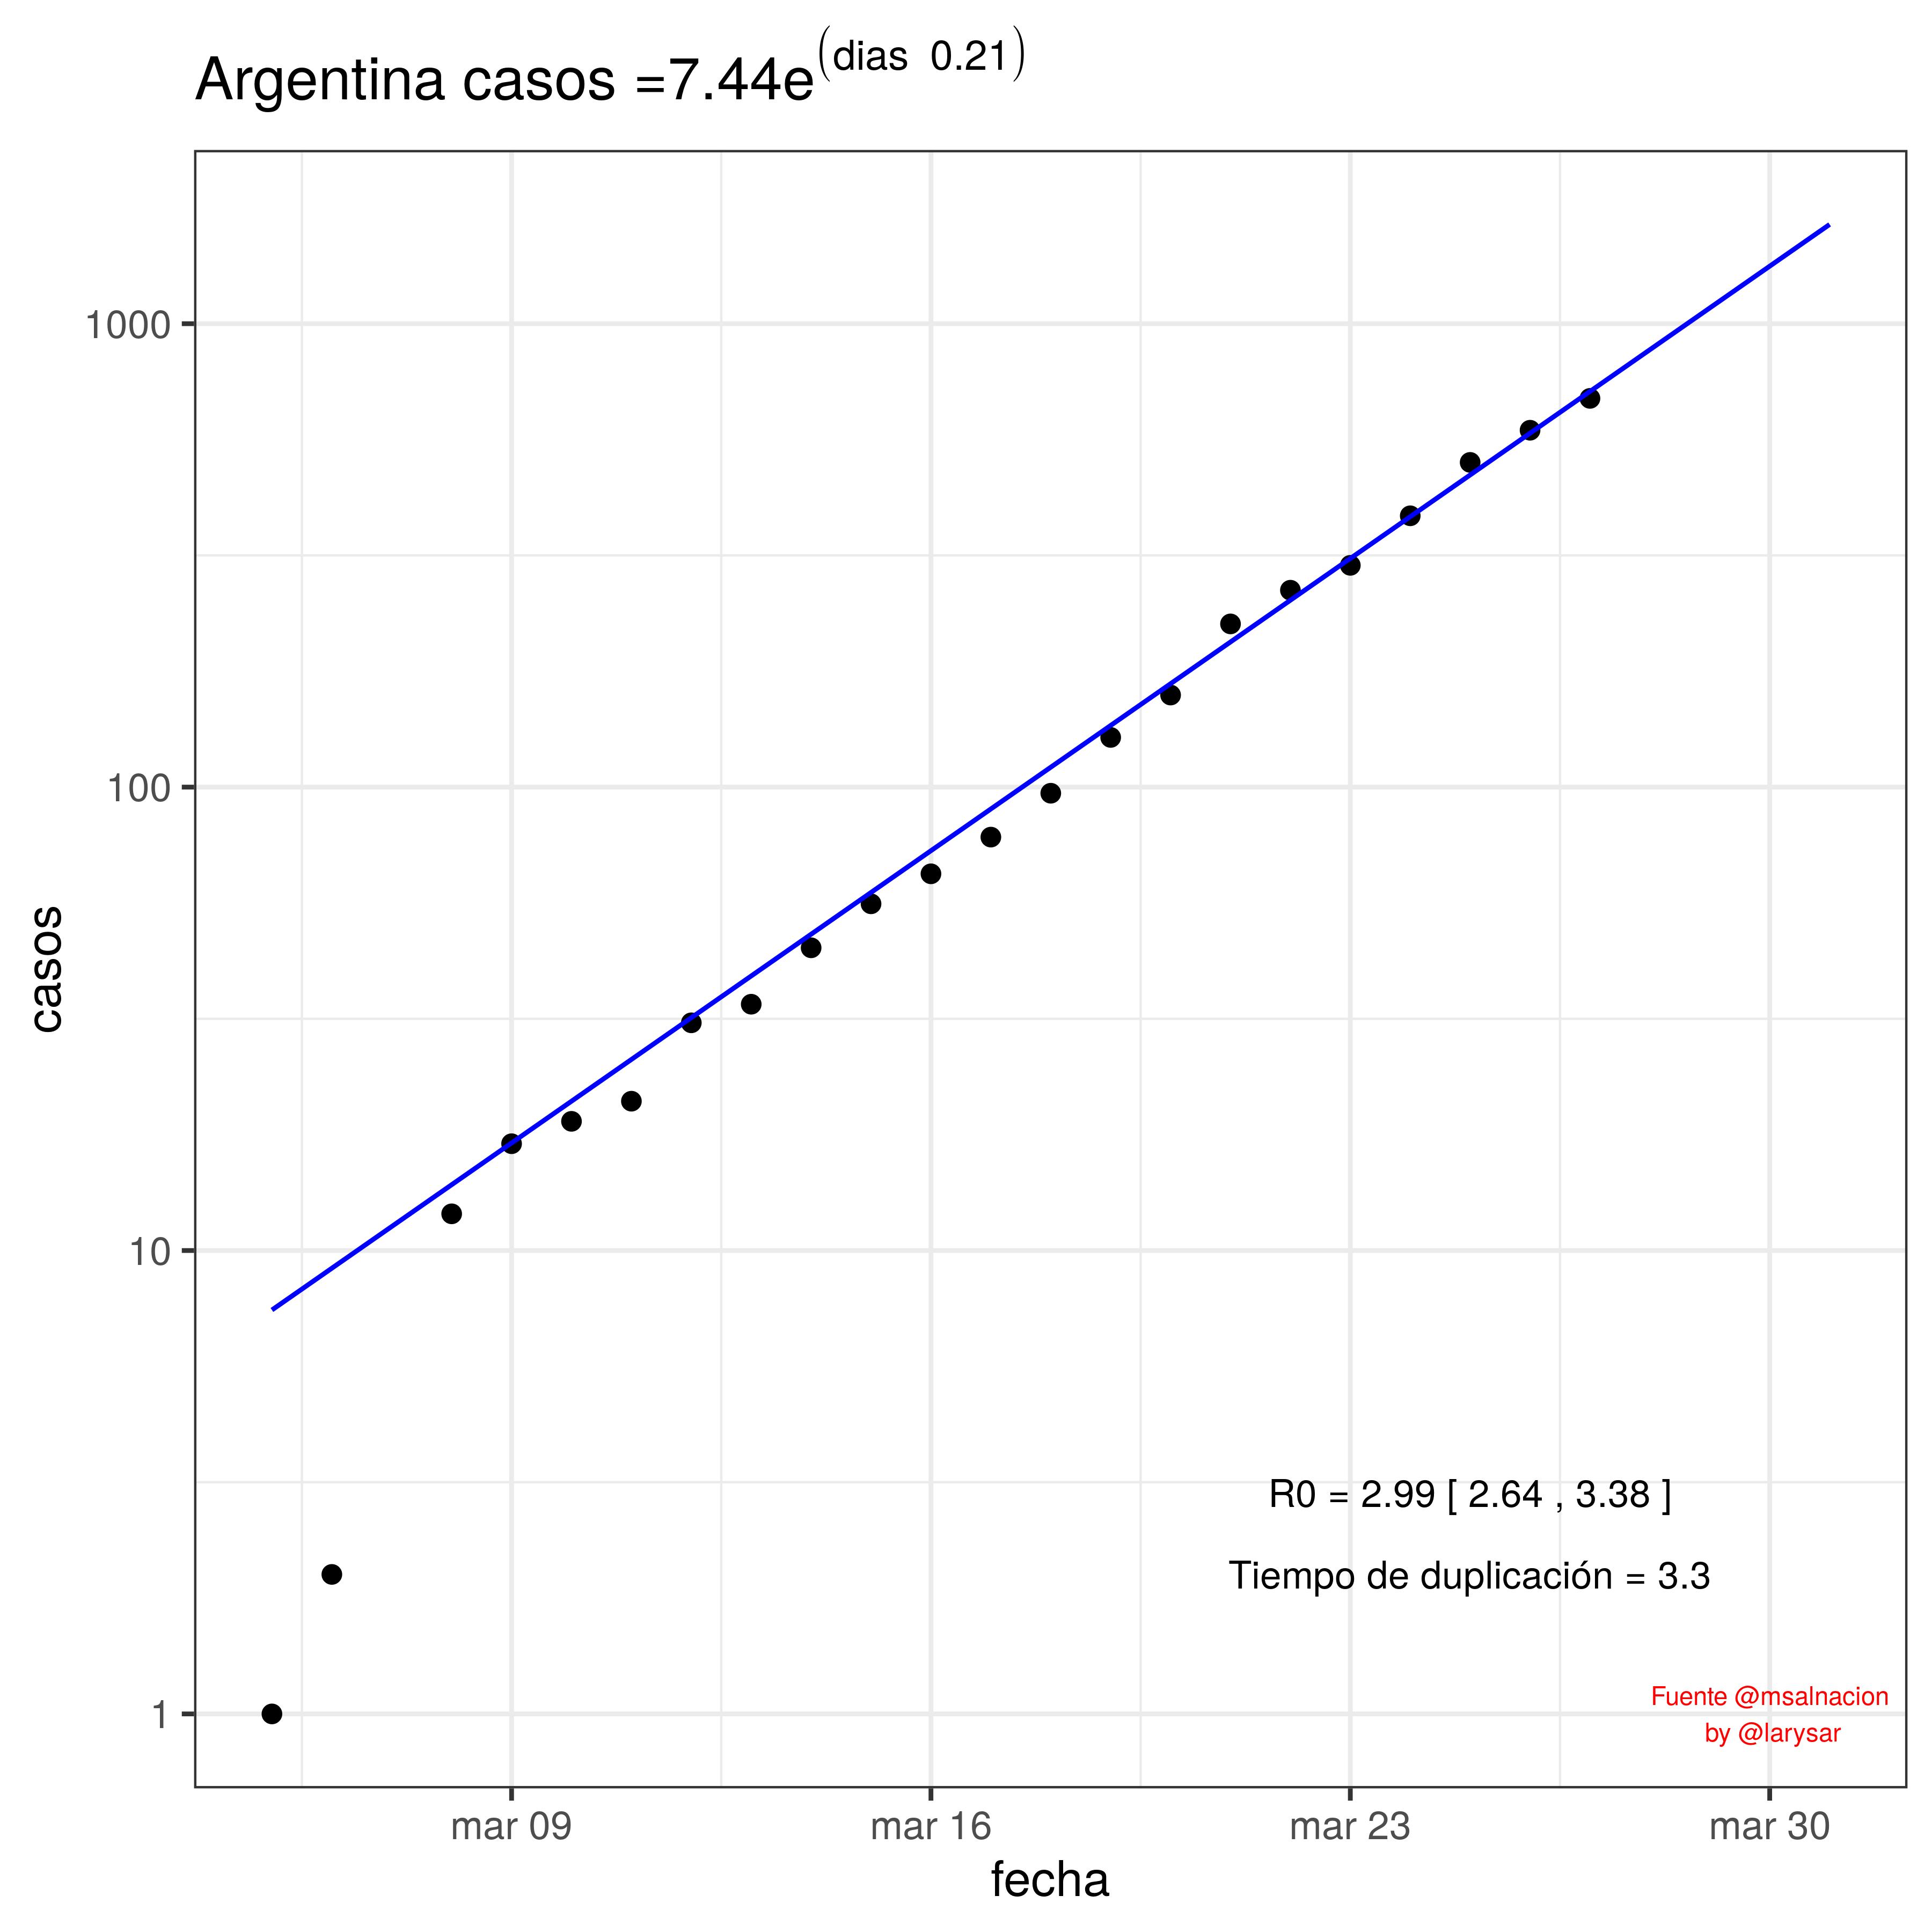 Argentina casos =7.44e^(dias 0.21)
1000
100
10
1
casos
R0 = 2.99 [ 2.64 , 3.38 ]
Tiempo de duplicación = 3.3
Fuente @msalnacion
by @larysar
mar 09 mar 16 mar 23 mar 30
fecha